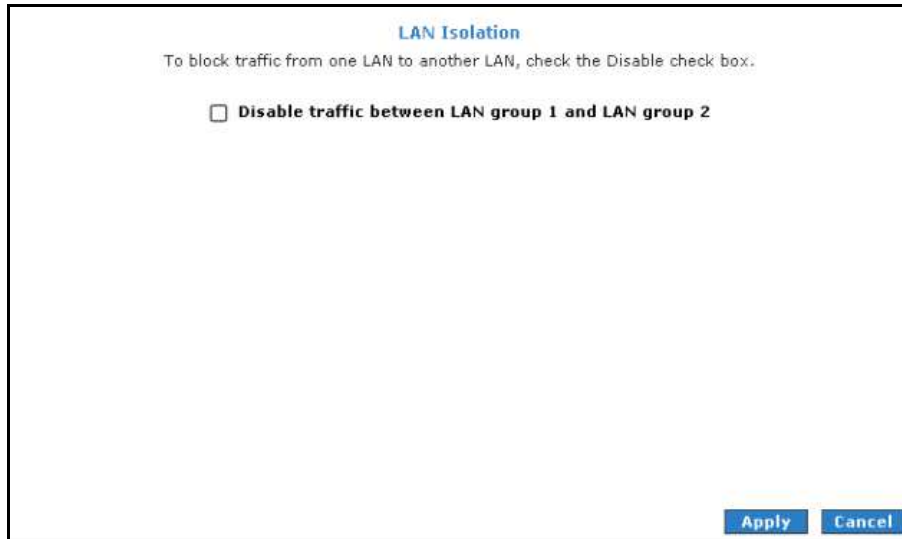 LAN Isolation
To block traffic from one LAN to another LAN, check the Disable check box.
Disable traffic between LAN group 1 and LAN group 2
Apply Cancel